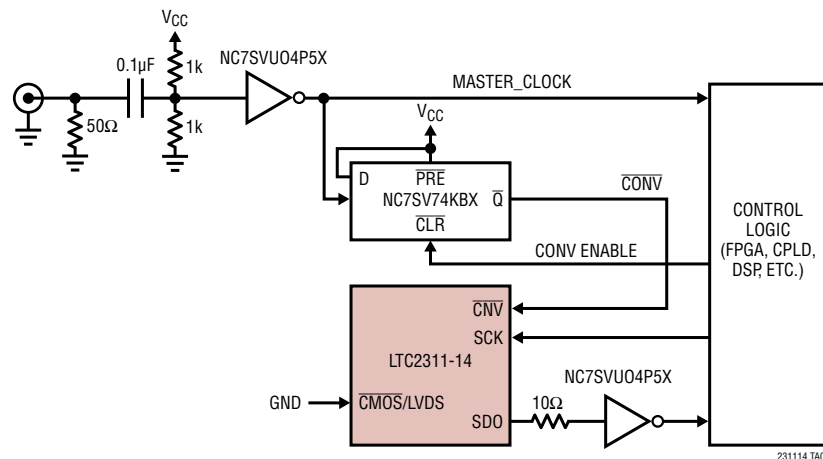 VCC
0.1µF
1k
NC7SVUO4P5X
MASTER_CLOCK
50Ω
1k
VCC
D
PRE
NC7SV74KBX
Q
CLR
CONV
CONV ENABLE
CONTROL
LOGIC
(FPGA, CPLD,
DSP, ETC.)
CNV
SCK
LTC2311-14
NC7SVUO4P5X
GND
CMOS/LVDS
SDO
10Ω